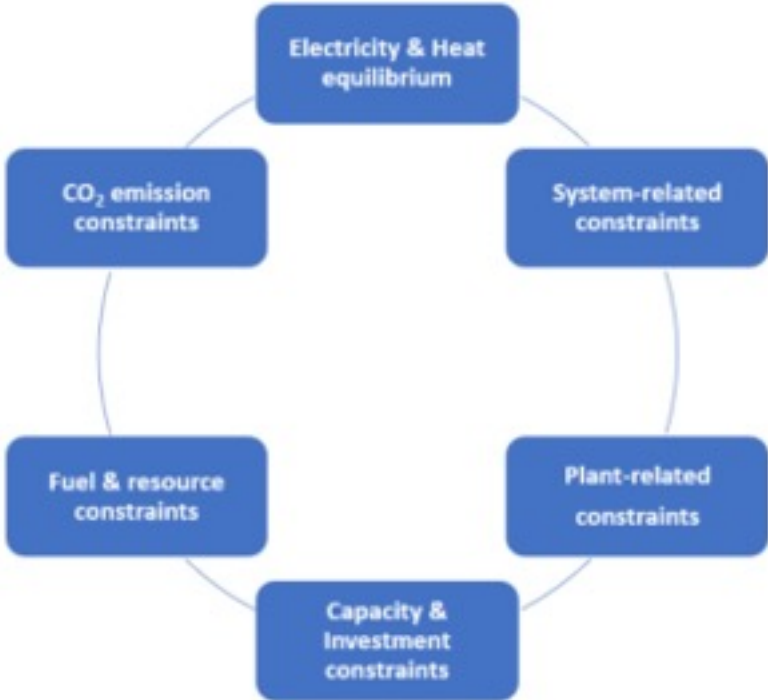 Electricity & Heat
equilibrium
System-related
constraints
Plant-related
constraints
Capacity &
Investment
constraints
Fuel & resource
constraints
CO₂ emission
constraints